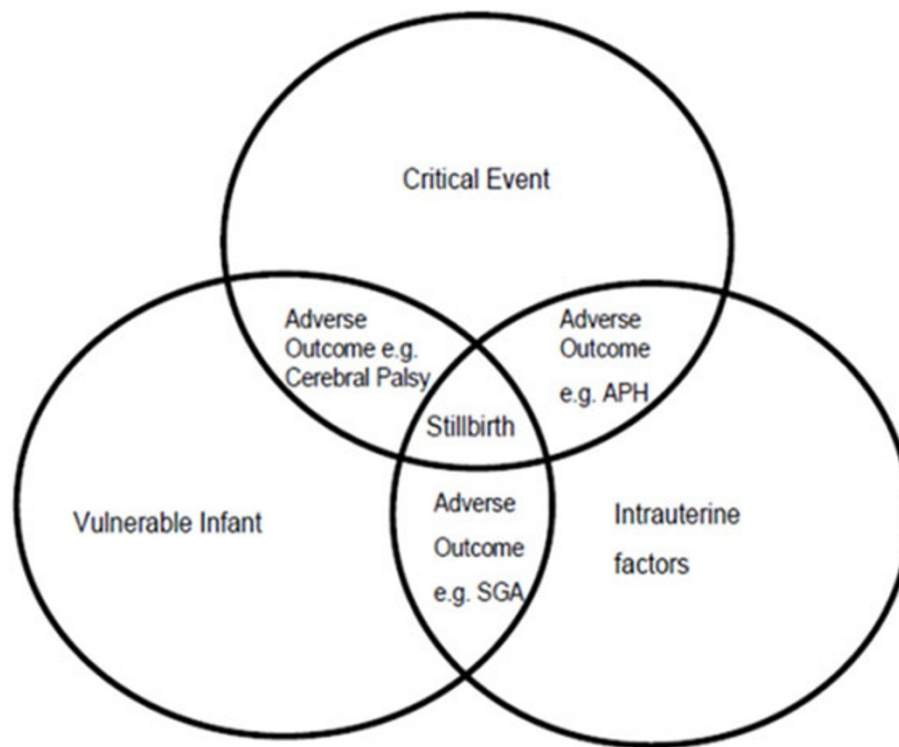 Critical Event
Adverse
Outcome e.g.
Cerebral Palsy
Adverse
Outcome
e.g. APH
Stillbirth
Vulnerable Infant
Adverse
Outcome
e.g. SGA
Intrauterine
factors